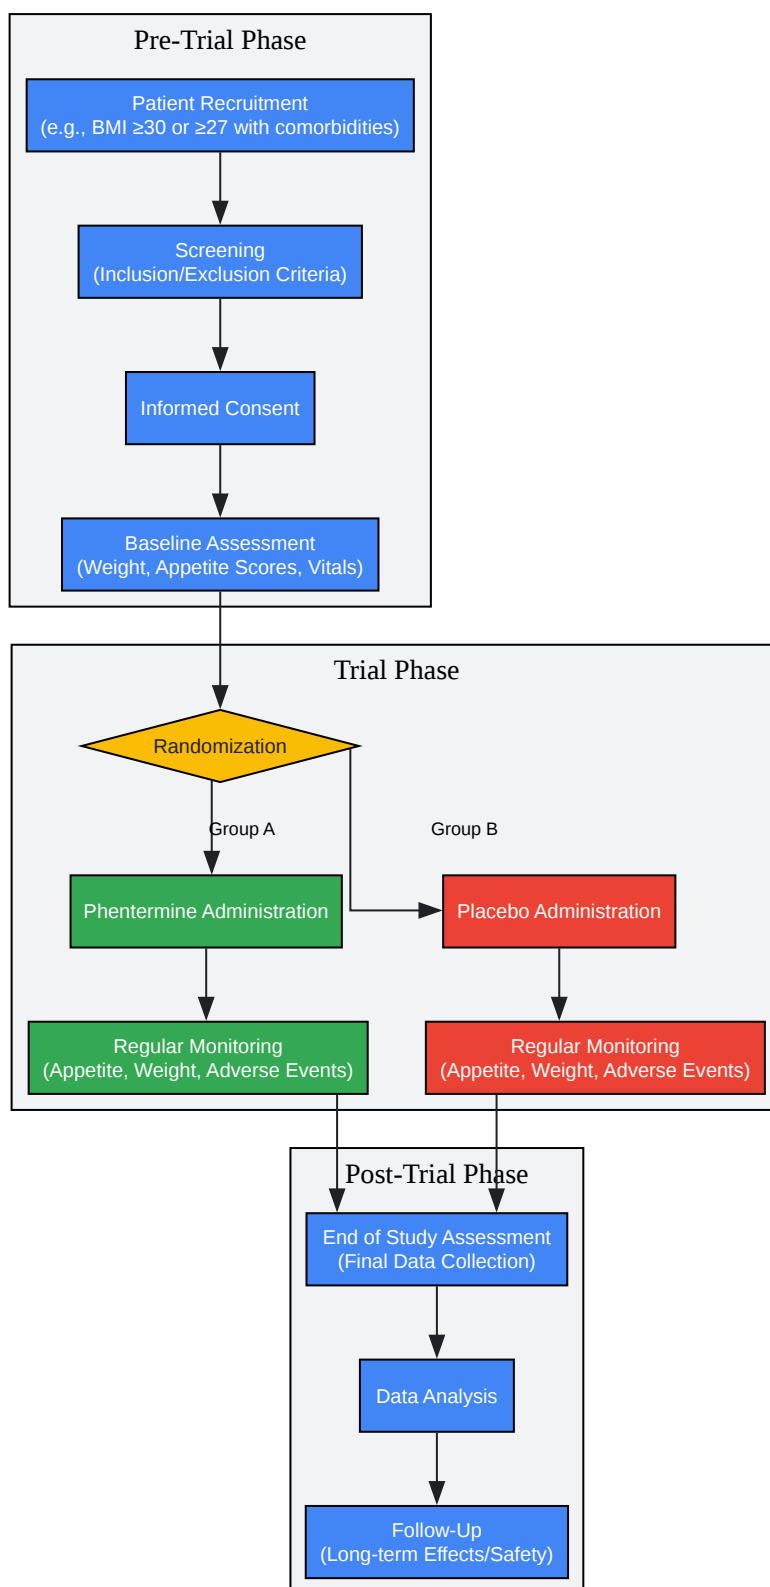 Pre-Trial Phase
Patient Recruitment
(e.g., BMI ≥30 or ≥27 with comorbidities)
Screening
(Inclusion/Exclusion Criteria)
Informed Consent
Baseline Assessment
(Weight, Appetite Scores, Vitals)
Trial Phase
Randomization
Group A
Group B
Phentermine Administration
Placebo Administration
Regular Monitoring
(Appetite, Weight, Adverse Events)
Regular Monitoring
(Appetite, Weight, Adverse Events)
Post-Trial Phase
End of Study Assessment
(Final Data Collection)
Data Analysis
Follow-Up
(Long-term Effects/Safety)